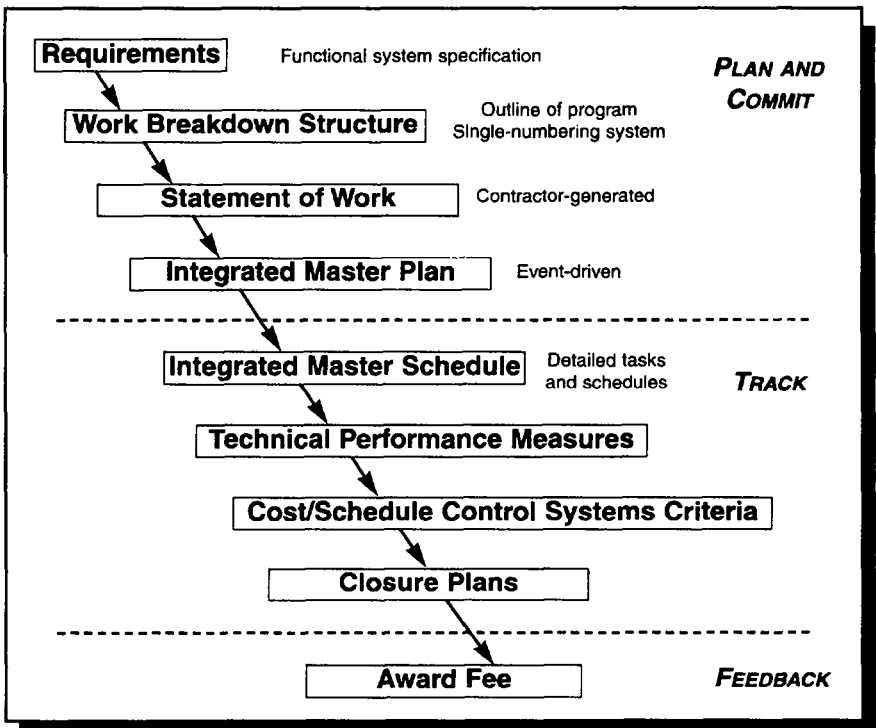 Requirements
Functional system specification
PLAN AND
COMMIT
Work Breakdown Structure
Outline of program
Single-numbering system
Statement of Work
Contractor-generated
Integrated Master Plan
Event-driven
Integrated Master Schedule
Detailed tasks
and schedules
TRACK
Technical Performance Measures
Cost/Schedule Control Systems Criteria
Closure Plans
Award Fee
FEEDBACK